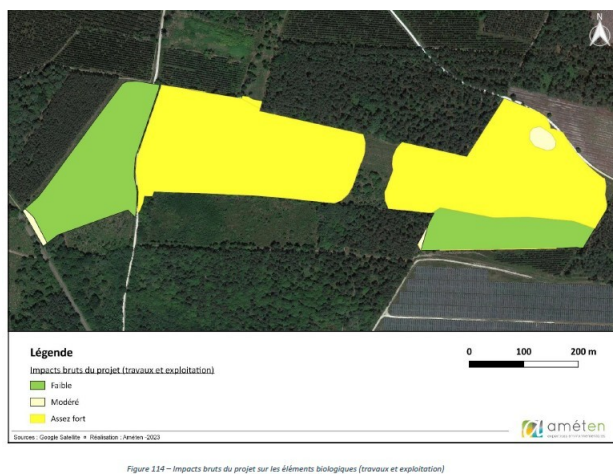 N
Légende
Impacts bruts du projet (travaux et exploitation)
Faible
Modéré
Assez fort
0 100 200 m
améten
Sources : Google Satellite • Réalisation : Améten -2023
Figure 114 – Impacts bruts du projet sur les éléments biologiques (travaux et exploitation)